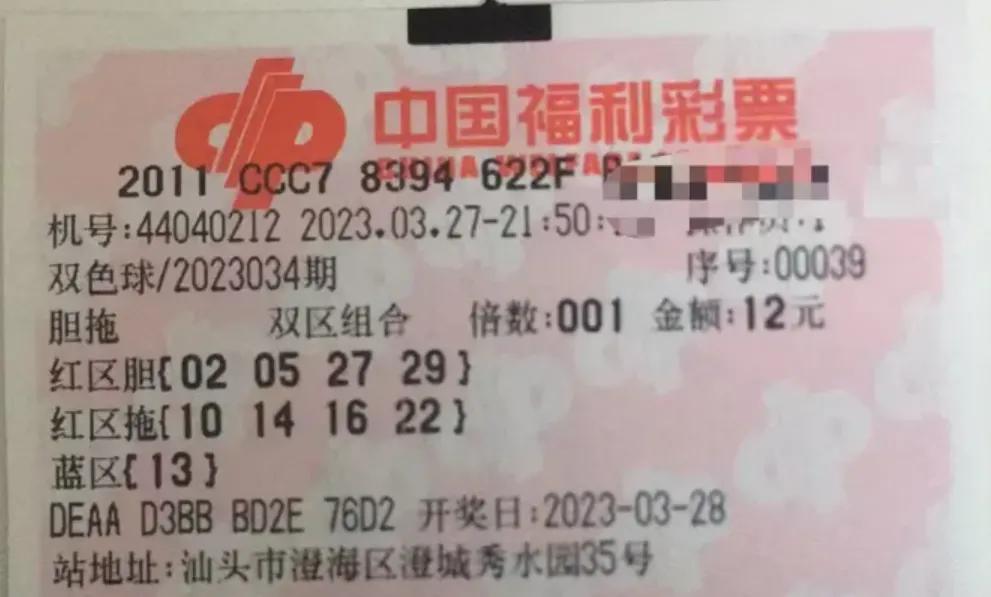 中国福利彩票
CHINA WELFARE
2011 CCC7 8394 622F
机号:44040212 2023.03.27-21:50:
双色球/2023034期 序号:00039
胆拖 双区组合 倍数:001 金额:12元
红区胆{02 05 27 29}
红区拖{10 14 16 22}
蓝区{13}
DEAA D3BB BD2E 76D2 开奖日:2023-03-28
站地址:汕头市澄海区澄城秀水园35号